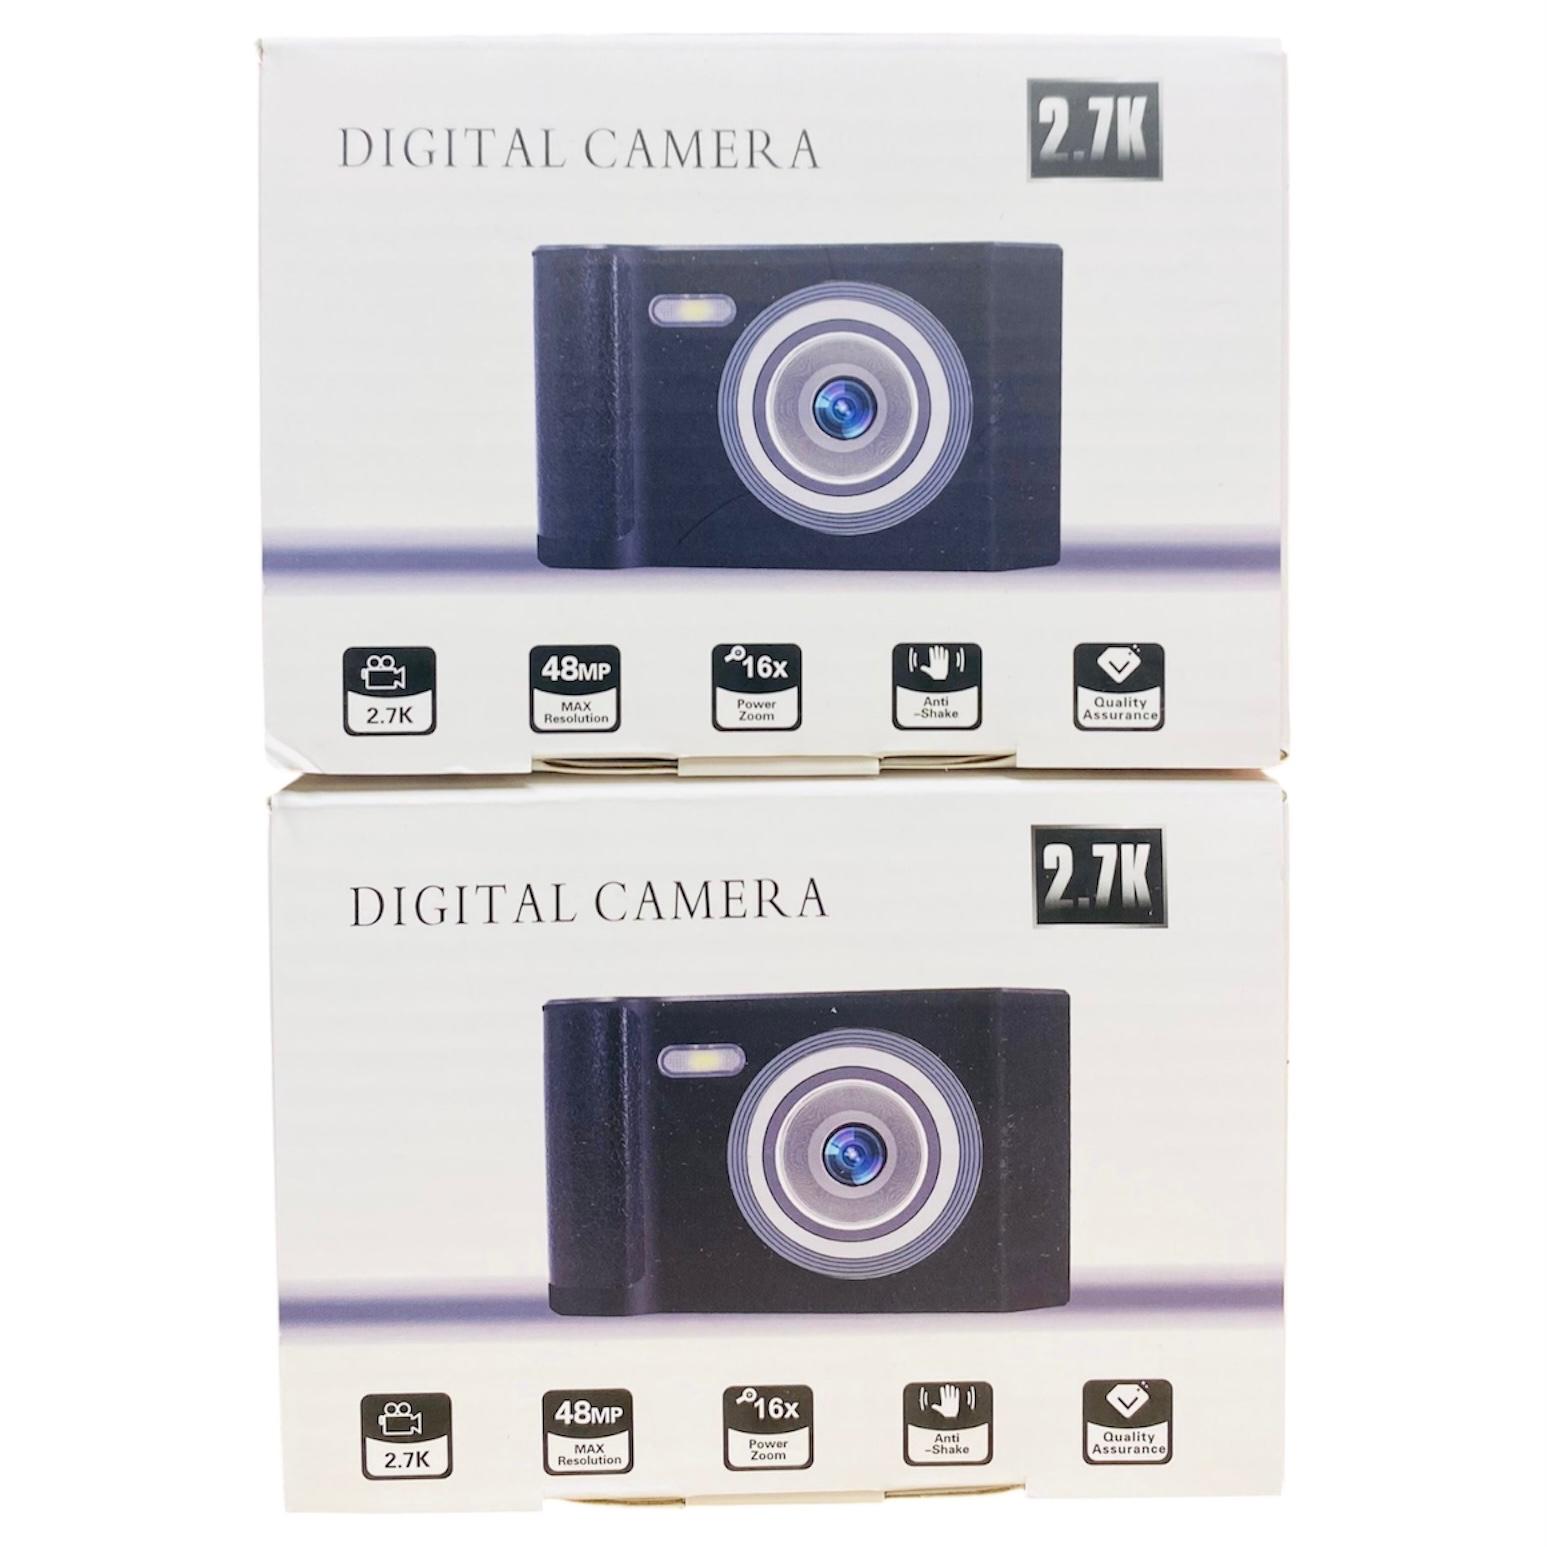 DIGITAL CAMERA
2.7K
2.7K
48MP
MAX
Resolution
16x
Power
Zoom
Anti
-Shake
Quality
Assurance
DIGITAL CAMERA
2.7K
2.7K
48MP
MAX
Resolution
16x
Power
Zoom
Anti
-Shake
Quality
Assurance